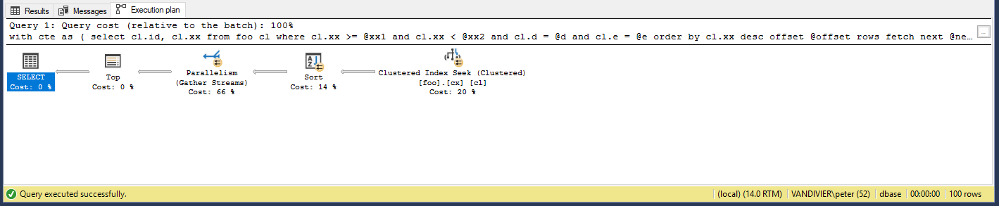 Results Messages Execution plan
Query 1: Query cost (relative to the batch): 100%
with cte as ( select cl.id, cl.xx from foo cl where cl.xx >= @xx1 and cl.xx < @xx2 and cl.d = @d and cl.e = @e order by cl.xx desc offset @offset rows fetch next @ne… ...
SELECT
Cost: 0 %
Top
Cost: 0 %
Parallelism
(Gather Streams)
Cost: 66 %
Sort
Cost: 14 %
Clustered Index Seek (Clustered)
[foo].[cx] [cl]
Cost: 20 %
Query executed successfully. (local) (14.0 RTM) VANDIVIER\peter (52) dbase 00:00:00 100 rows